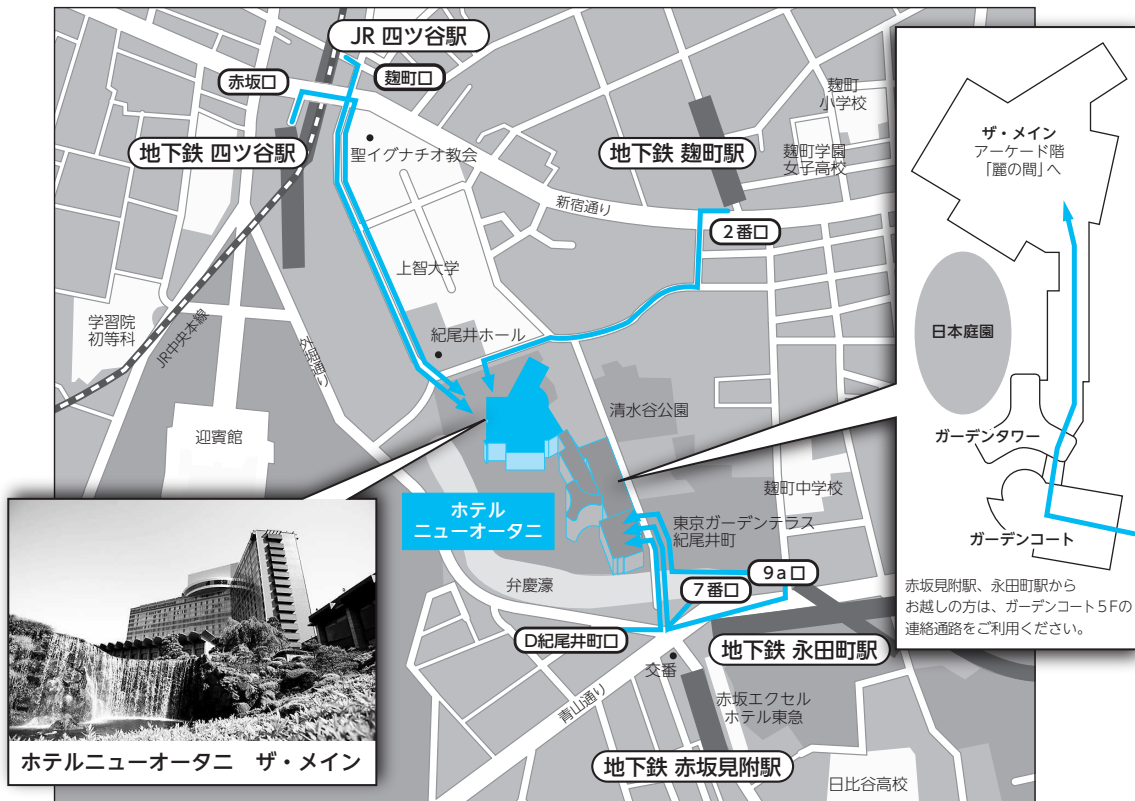 JR 四ツ谷駅
赤坂口
麹町口
地下鉄 四ツ谷駅
聖イグナチオ教会
地下鉄 麹町駅
麹町
小学校
麹町学園
女子高校
新宿通り
2番口
上智大学
学習院
初等科
JR中央本線
外堀通り
紀尾井ホール
清水谷公園
迎賓館
麹町中学校
ホテル
ニューオータニ
東京ガーデンテラス
紀尾井町
弁慶濠
9a口
7番口
D紀尾井町口
地下鉄 永田町駅
交番
青山通り
赤坂エクセル
ホテル東急
地下鉄 赤坂見附駅
日比谷高校
ホテルニューオータニ ザ・メイン
ザ・メイン
アーケード階
「麗の間」へ
日本庭園
ガーデンタワー
ガーデンコート
赤坂見附駅、永田町駅から
お越しの方は、ガーデンコート5Fの
連絡通路をご利用ください。